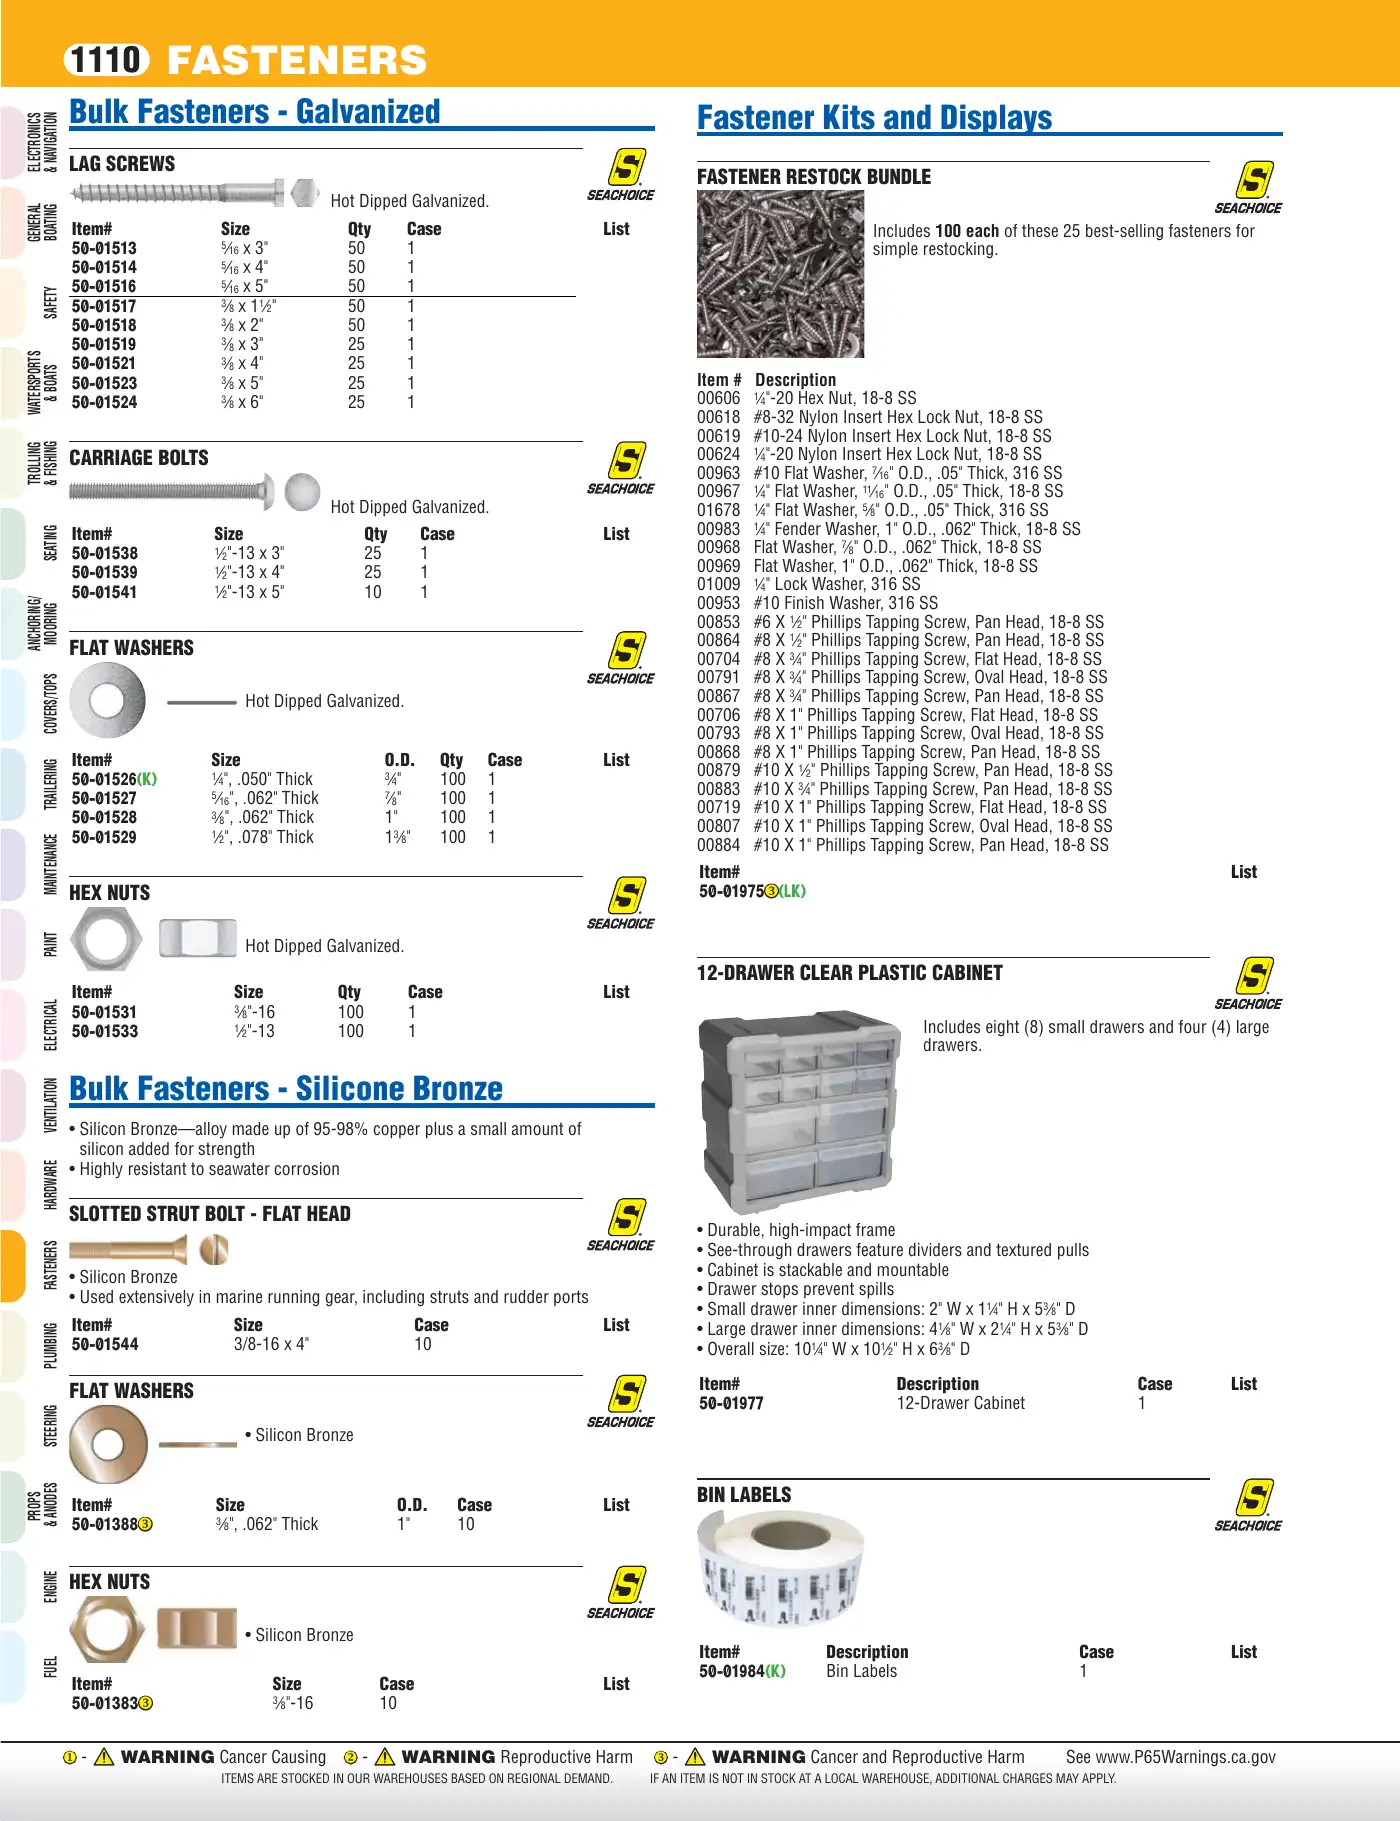 1110 FASTENERS
ELECTRONICS
& NAVIGATION
GENERAL
BOATING
SAFETY
WATERSPORTS
& BOATS
TROLLING
& FISHING
SEATING
ANCHORING/
MOORING
COVERS/TOPS
TRAILERING
MAINTENANCE
PAINT
ELECTRICAL
VENTILATION
HARDWARE
FASTENERS
PLUMBING
STEERING
PROPS
& ANODES
ENGINE
FUEL
Bulk Fasteners - Galvanized
LAG SCREWS
SEACHOICE
Hot Dipped Galvanized.
Item# Size Qty Case List
50-01513 5/16 x 3" 50 1
50-01514 5/16 x 4" 50 1
50-01516 5/16 x 5" 50 1
50-01517 3/8 x 1 1/2" 50 1
50-01518 3/8 x 2" 50 1
50-01519 3/8 x 3" 25 1
50-01521 3/8 x 4" 25 1
50-01523 3/8 x 5" 25 1
50-01524 3/8 x 6" 25 1
CARRIAGE BOLTS
SEACHOICE
Hot Dipped Galvanized.
Item# Size Qty Case List
50-01538 1/2"-13 x 3" 25 1
50-01539 1/2"-13 x 4" 25 1
50-01541 1/2"-13 x 5" 10 1
FLAT WASHERS
SEACHOICE
Hot Dipped Galvanized.
Item# Size O.D. Qty Case List
50-01526(K) 1/4", .050" Thick 3/4" 100 1
50-01527 5/16", .062" Thick 7/8" 100 1
50-01528 3/8", .062" Thick 1" 100 1
50-01529 1/2", .078" Thick 1 3/8" 100 1
HEX NUTS
SEACHOICE
Hot Dipped Galvanized.
Item# Size Qty Case List
50-01531 3/8"-16 100 1
50-01533 1/2"-13 100 1
Bulk Fasteners - Silicone Bronze
• Silicon Bronze—alloy made up of 95-98% copper plus a small amount of
silicon added for strength
• Highly resistant to seawater corrosion
SLOTTED STRUT BOLT - FLAT HEAD
SEACHOICE
• Silicon Bronze
• Used extensively in marine running gear, including struts and rudder ports
Item# Size Case List
50-01544 3/8-16 x 4" 10
FLAT WASHERS
SEACHOICE
• Silicon Bronze
Item# Size O.D. Case List
50-01388③ 3/8", .062" Thick 1" 10
HEX NUTS
SEACHOICE
• Silicon Bronze
Item# Size Case List
50-01383③ 3/8"-16 10
Fastener Kits and Displays
FASTENER RESTOCK BUNDLE
SEACHOICE
Includes 100 each of these 25 best-selling fasteners for
simple restocking.
Item # Description
00606 1/4"-20 Hex Nut, 18-8 SS
00618 #8-32 Nylon Insert Hex Lock Nut, 18-8 SS
00619 #10-24 Nylon Insert Hex Lock Nut, 18-8 SS
00624 1/4"-20 Nylon Insert Hex Lock Nut, 18-8 SS
00963 #10 Flat Washer, 7/16" O.D., .05" Thick, 316 SS
00967 1/4" Flat Washer, 11/16" O.D., .05" Thick, 18-8 SS
01678 1/4" Flat Washer, 5/8" O.D., .05" Thick, 316 SS
00983 1/4" Fender Washer, 1" O.D., .062" Thick, 18-8 SS
00968 Flat Washer, 7/8" O.D., .062" Thick, 18-8 SS
00969 Flat Washer, 1" O.D., .062" Thick, 18-8 SS
01009 1/4" Lock Washer, 316 SS
00953 #10 Finish Washer, 316 SS
00853 #6 X 1/2" Phillips Tapping Screw, Pan Head, 18-8 SS
00864 #8 X 1/2" Phillips Tapping Screw, Pan Head, 18-8 SS
00704 #8 X 3/4" Phillips Tapping Screw, Flat Head, 18-8 SS
00791 #8 X 3/4" Phillips Tapping Screw, Oval Head, 18-8 SS
00867 #8 X 3/4" Phillips Tapping Screw, Pan Head, 18-8 SS
00706 #8 X 1" Phillips Tapping Screw, Flat Head, 18-8 SS
00793 #8 X 1" Phillips Tapping Screw, Oval Head, 18-8 SS
00868 #8 X 1" Phillips Tapping Screw, Pan Head, 18-8 SS
00879 #10 X 1/2" Phillips Tapping Screw, Pan Head, 18-8 SS
00883 #10 X 3/4" Phillips Tapping Screw, Pan Head, 18-8 SS
00719 #10 X 1" Phillips Tapping Screw, Flat Head, 18-8 SS
00807 #10 X 1" Phillips Tapping Screw, Oval Head, 18-8 SS
00884 #10 X 1" Phillips Tapping Screw, Pan Head, 18-8 SS
Item# List
50-01975③(LK)
12-DRAWER CLEAR PLASTIC CABINET
SEACHOICE
Includes eight (8) small drawers and four (4) large
drawers.
• Durable, high-impact frame
• See-through drawers feature dividers and textured pulls
• Cabinet is stackable and mountable
• Drawer stops prevent spills
• Small drawer inner dimensions: 2" W x 1 1/4" H x 5 3/8" D
• Large drawer inner dimensions: 4 1/8" W x 2 1/4" H x 5 3/8" D
• Overall size: 10 1/4" W x 10 1/2" H x 6 3/8" D
Item# Description Case List
50-01977 12-Drawer Cabinet 1
BIN LABELS
SEACHOICE
Item# Description Case List
50-01984(K) Bin Labels 1
① - ⚠ WARNING Cancer Causing ② - ⚠ WARNING Reproductive Harm ③ - ⚠ WARNING Cancer and Reproductive Harm See www.P65Warnings.ca.gov
ITEMS ARE STOCKED IN OUR WAREHOUSES BASED ON REGIONAL DEMAND. IF AN ITEM IS NOT IN STOCK AT A LOCAL WAREHOUSE, ADDITIONAL CHARGES MAY APPLY.